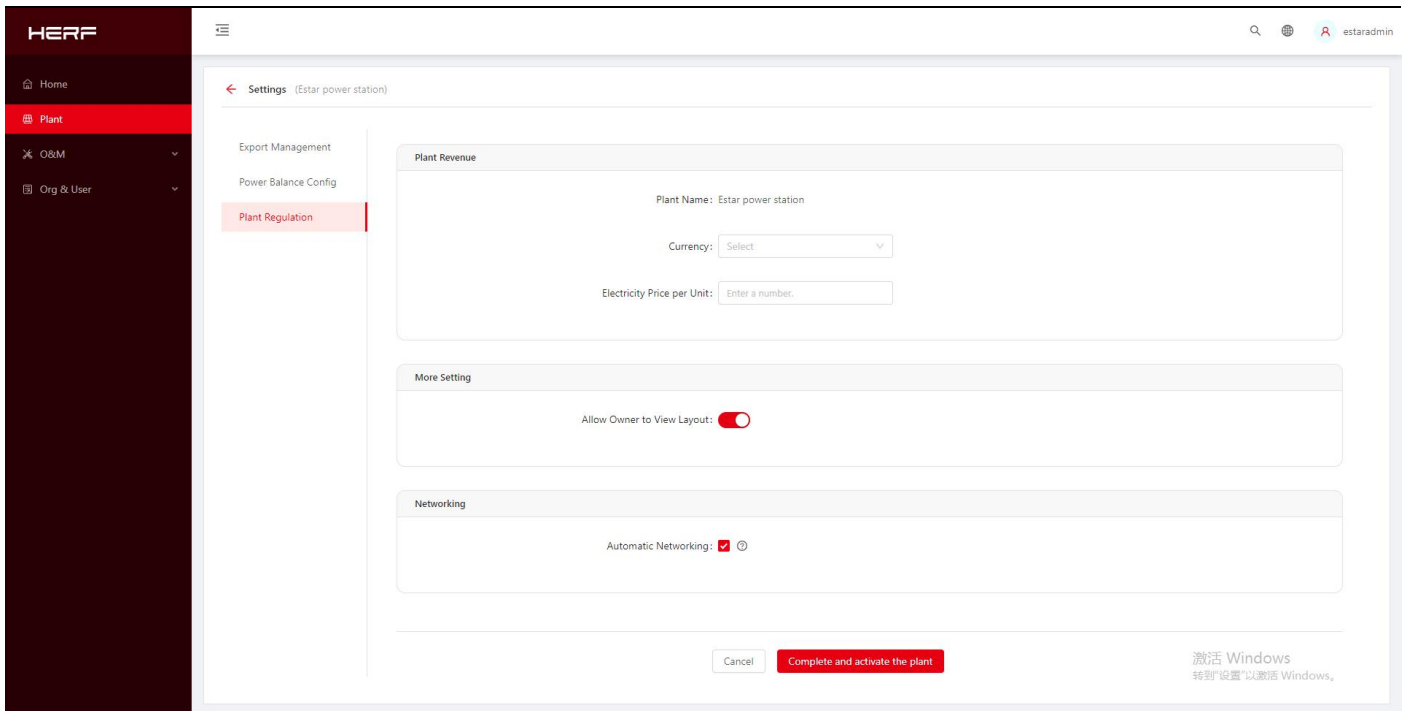 HERF
estaradmin
Home
Plant
O&M
Org & User
Settings (Estar power station)
Export Management
Power Balance Config
Plant Regulation
Plant Revenue
Plant Name: Estar power station
Currency: Select
Electricity Price per Unit: Enter a number.
More Setting
Allow Owner to View Layout:
Networking
Automatic Networking:
Cancel
Complete and activate the plant
激活 Windows
转到"设置"以激活 Windows。